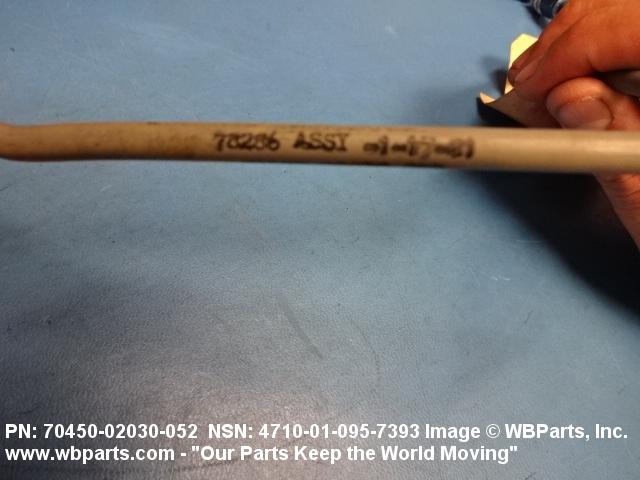 78286 ASSY
PN: 70450-02030-052 NSN: 4710-01-095-7393 Image © WBParts, Inc.
www.wbparts.com - "Our Parts Keep the World Moving"